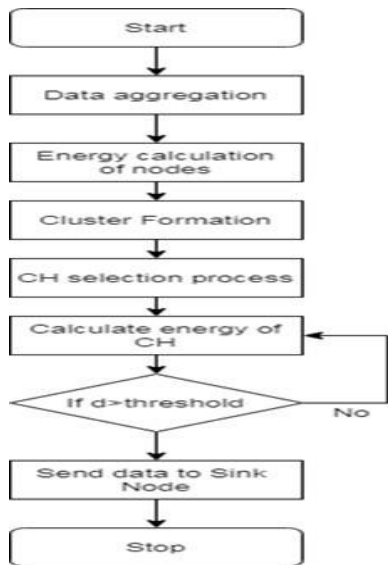 Start
Data aggregation
Energy calculation
of nodes
Cluster Formation
CH selection process
Calculate energy of
CH
If d>threshold
No
Send data to Sink
Node
Stop